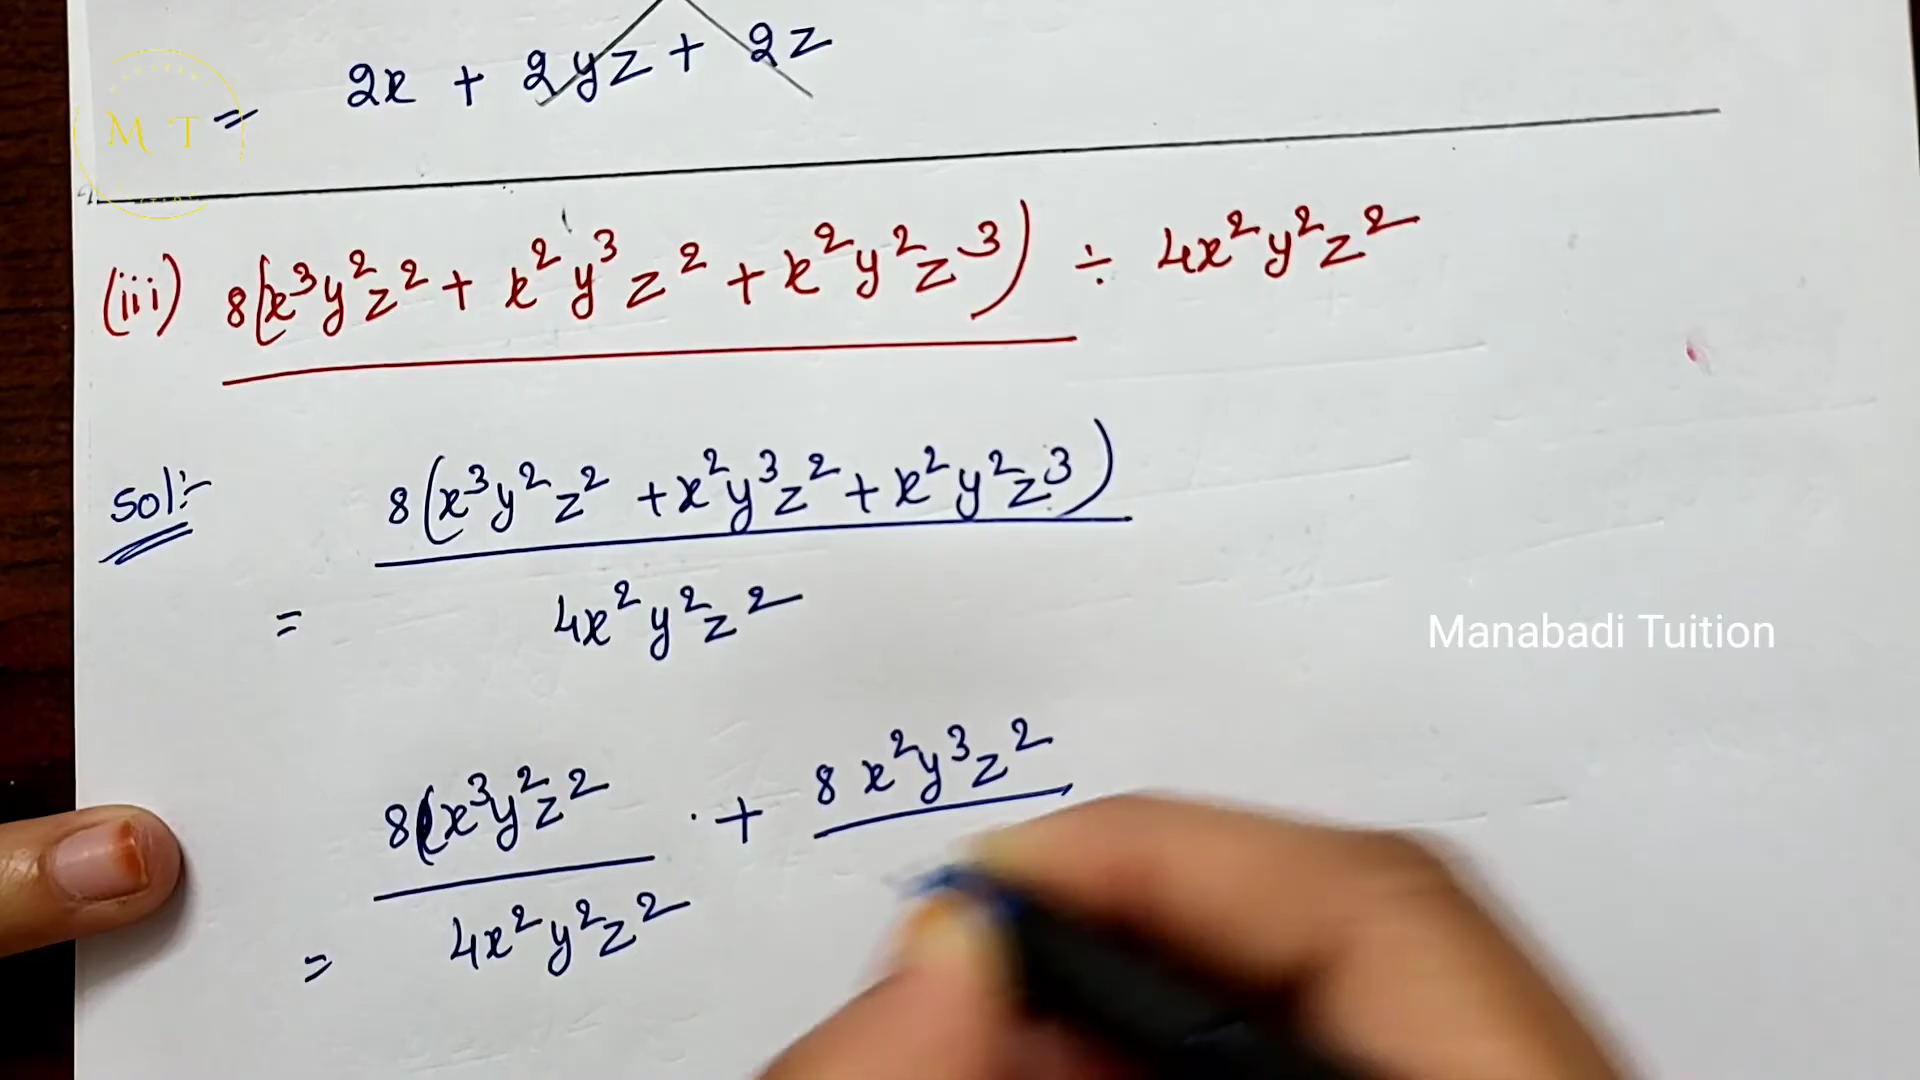 = 2x + 2yz + 2z
M T
(iii) 8(x³y²z² + x²y³z² + x²y²z³) ÷ 4x²y²z²
Sol:-
= 8(x³y²z² + x²y³z² + x²y²z³)
4x²y²z²
Manabadi Tuition
= 8(x³y²z² + 8x²y³z²
4x²y²z²